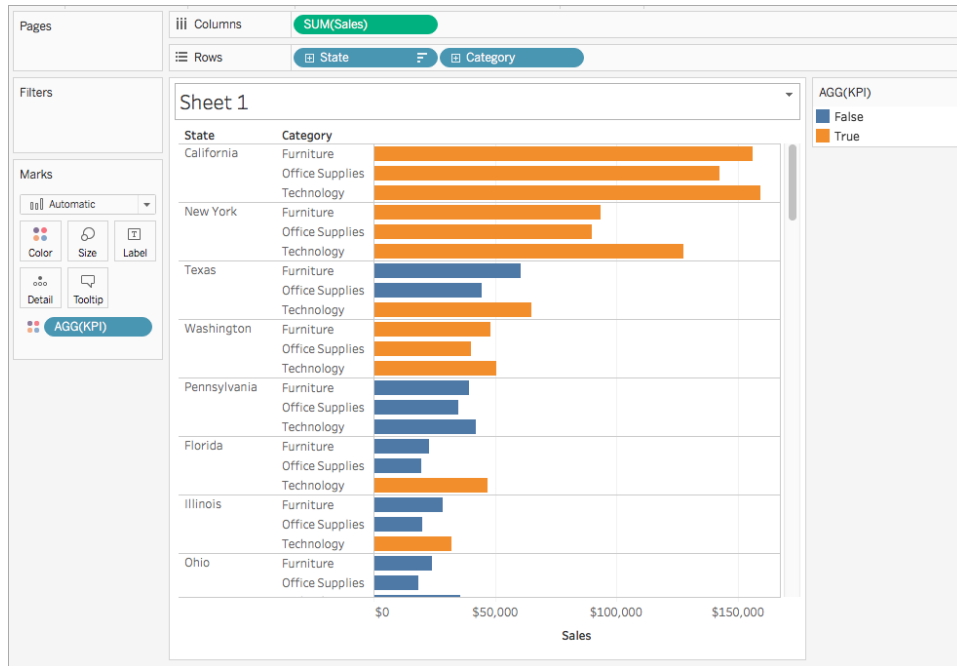 Pages
Columns
SUM(Sales)
Rows
State
Category
Filters
Sheet 1
AGG(KPI)
False
True
State Category
California Furniture
Office Supplies
Technology
Marks
Automatic
New York Furniture
Office Supplies
Color Size Label
Technology
Texas Furniture
Office Supplies
Detail Tooltip
Technology
AGG(KPI)
Washington Furniture
Office Supplies
Technology
Pennsylvania Furniture
Office Supplies
Technology
Florida Furniture
Office Supplies
Technology
Illinois Furniture
Office Supplies
Technology
Ohio Furniture
Office Supplies
$0 $50,000 $100,000 $150,000
Sales